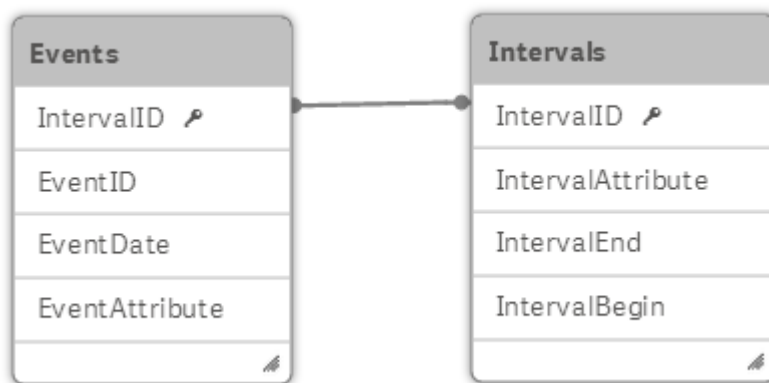 Events
IntervalID
EventID
EventDate
EventAttribute
Intervals
IntervalID
IntervalAttribute
IntervalEnd
IntervalBegin